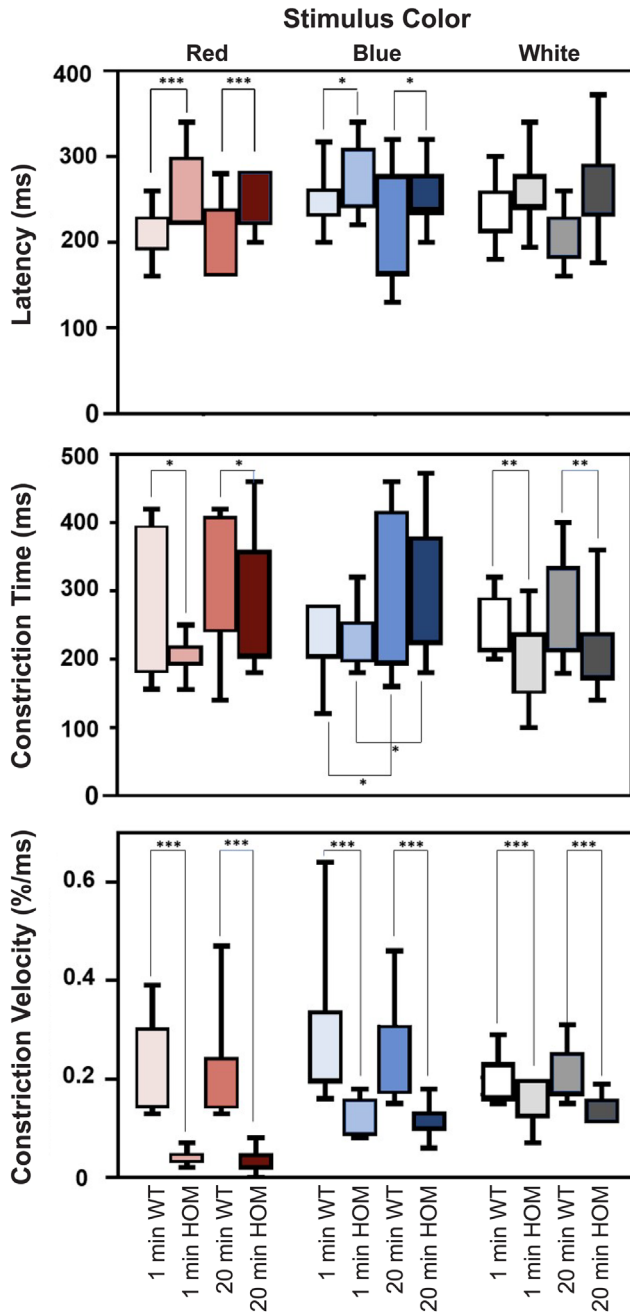 Stimulus Color
Red Blue White
Latency (ms)
400
300
200
100
0
*** *** * *
Constriction Time (ms)
500
400
300
200
100
0
* * ** **
*
*
Constriction Velocity (%/ms)
0.6
0.4
0.2
0
*** *** *** *** *** ***
1 min WT
1 min HOM
20 min WT
20 min HOM
1 min WT
1 min HOM
20 min WT
20 min HOM
1 min WT
1 min HOM
20 min WT
20 min HOM